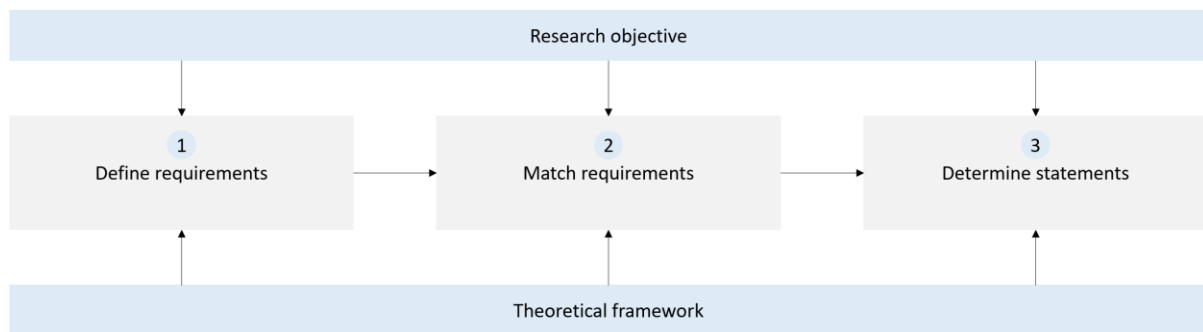 Research objective
1
Define requirements
2
Match requirements
3
Determine statements
Theoretical framework